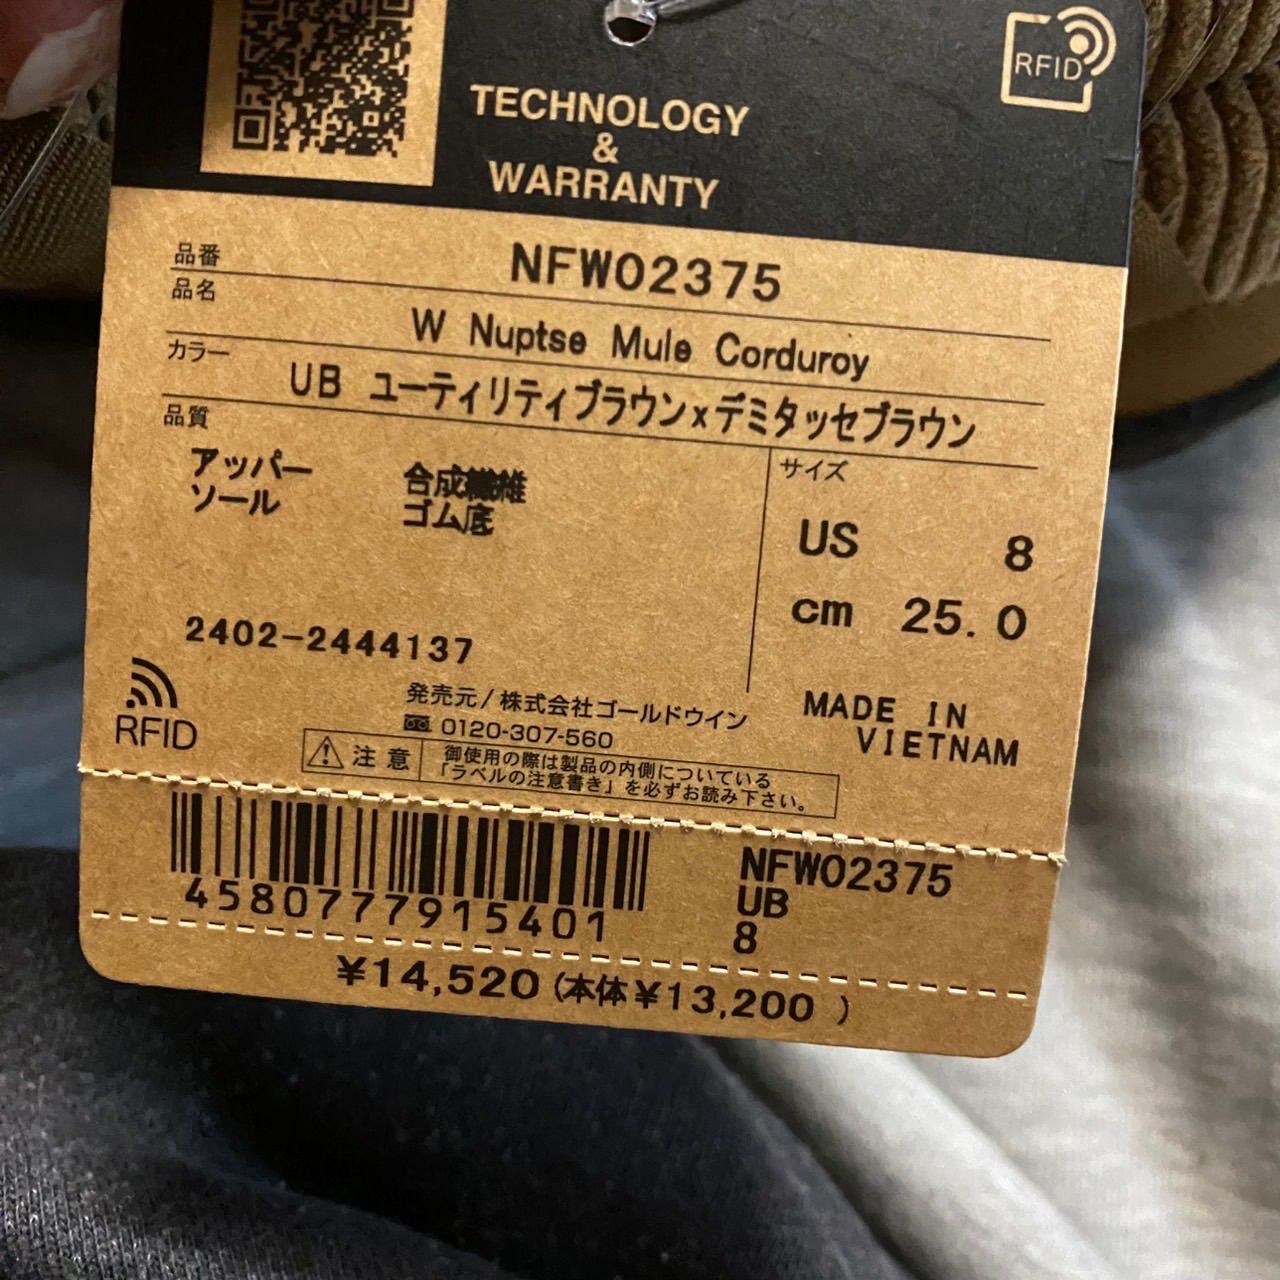 RFID
TECHNOLOGY
&
WARRANTY
品番 NFW02375
品名 W Nuptse Mule Corduroy
カラー UB ユーティリティブラウン×デミタッセブラウン
品質
アッパー 合成繊維
ソール ゴム底
サイズ
US 8
cm 25.0
2402-2444137
RFID
発売元/株式会社ゴールドウイン
0120-307-560
MADE IN
VIETNAM
注意 御使用の際は製品の内側についている
「ラベルの注意書き」を必ずお読み下さい。
4580777915401
NFW02375
UB
8
¥14,520(本体¥13,200 )